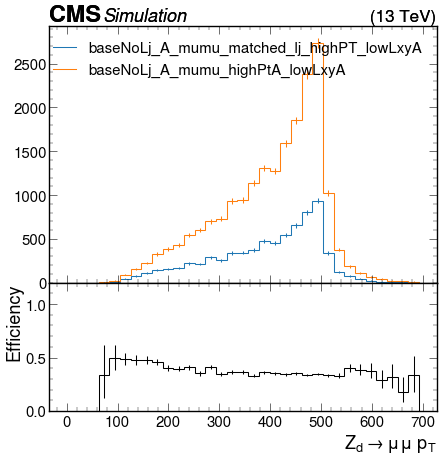 CMS Simulation (13 TeV)
baseNoLj_A_mumu_matched_lj_highPT_lowLxyA
baseNoLj_A_mumu_highPtA_lowLxyA
2500
2000
1500
1000
500
0
Efficiency
1.0
0.5
0.0
0 100 200 300 400 500 600 700
Z_d → μ μ p_T